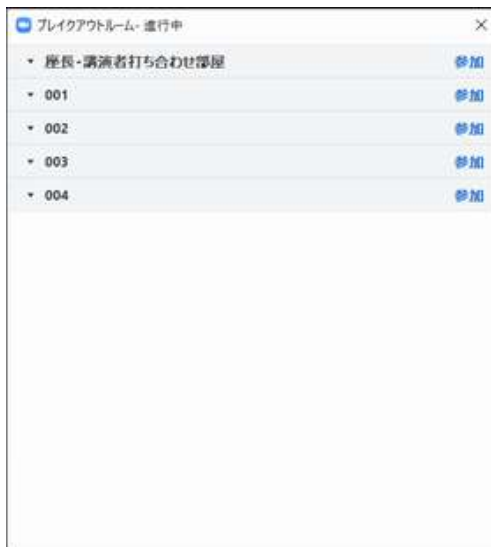 ブレイクアウトルーム - 進行中
座長・講演者打ち合わせ部屋 参加
001 参加
002 参加
003 参加
004 参加